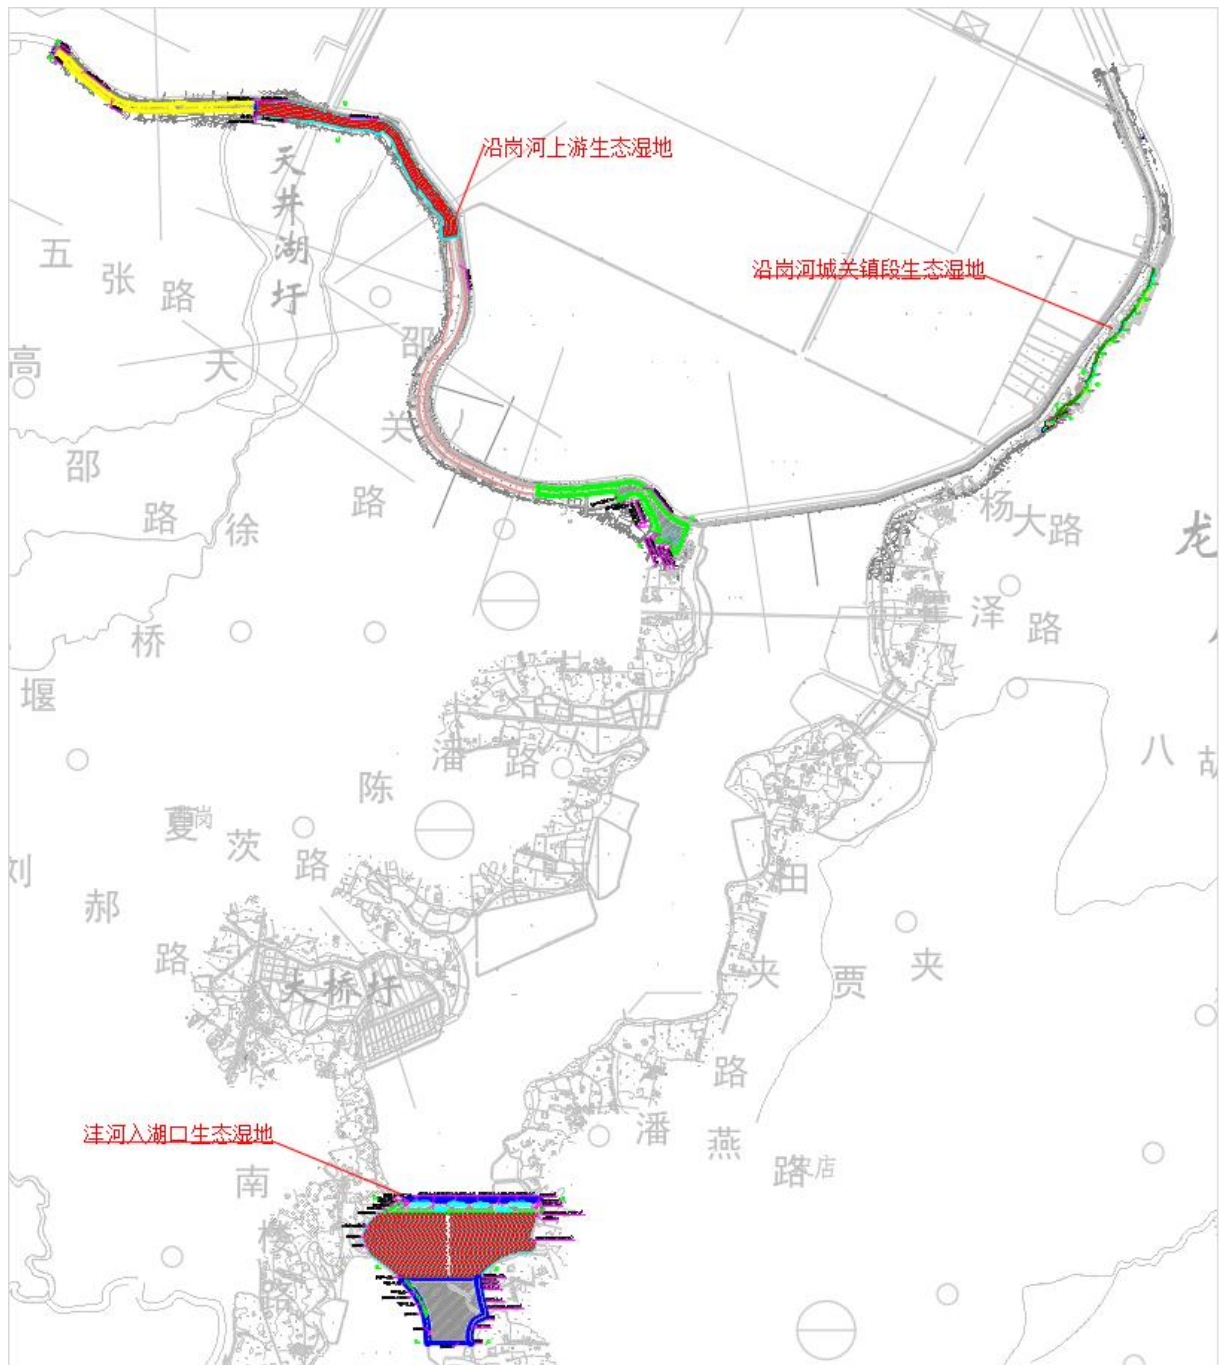 沿岗河上游生态湿地
天井湖圩
沿岗河城关镇段生态湿地
五
张
路
邵
高
天
关
邵
路
路
徐
杨大路
龙
泽
路
桥
堰
潘
路
八
胡
陈
夏
茨
路
田
刘
郝
路
夹
贾
夹
大桥圩
路
沣河入湖口生态湿地
潘
燕
路
南